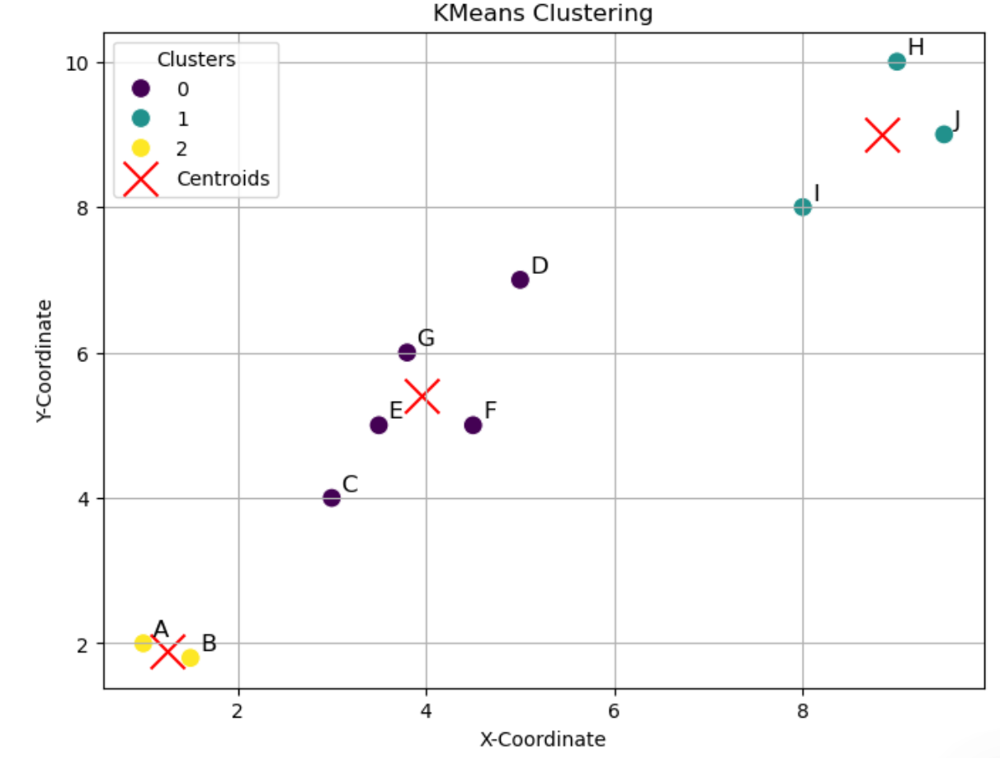 KMeans Clustering
Clusters
0
1
2
Centroids
H
J
I
D
G
E
F
C
A
B
10
8
6
4
2
Y-Coordinate
2
4
6
8
X-Coordinate